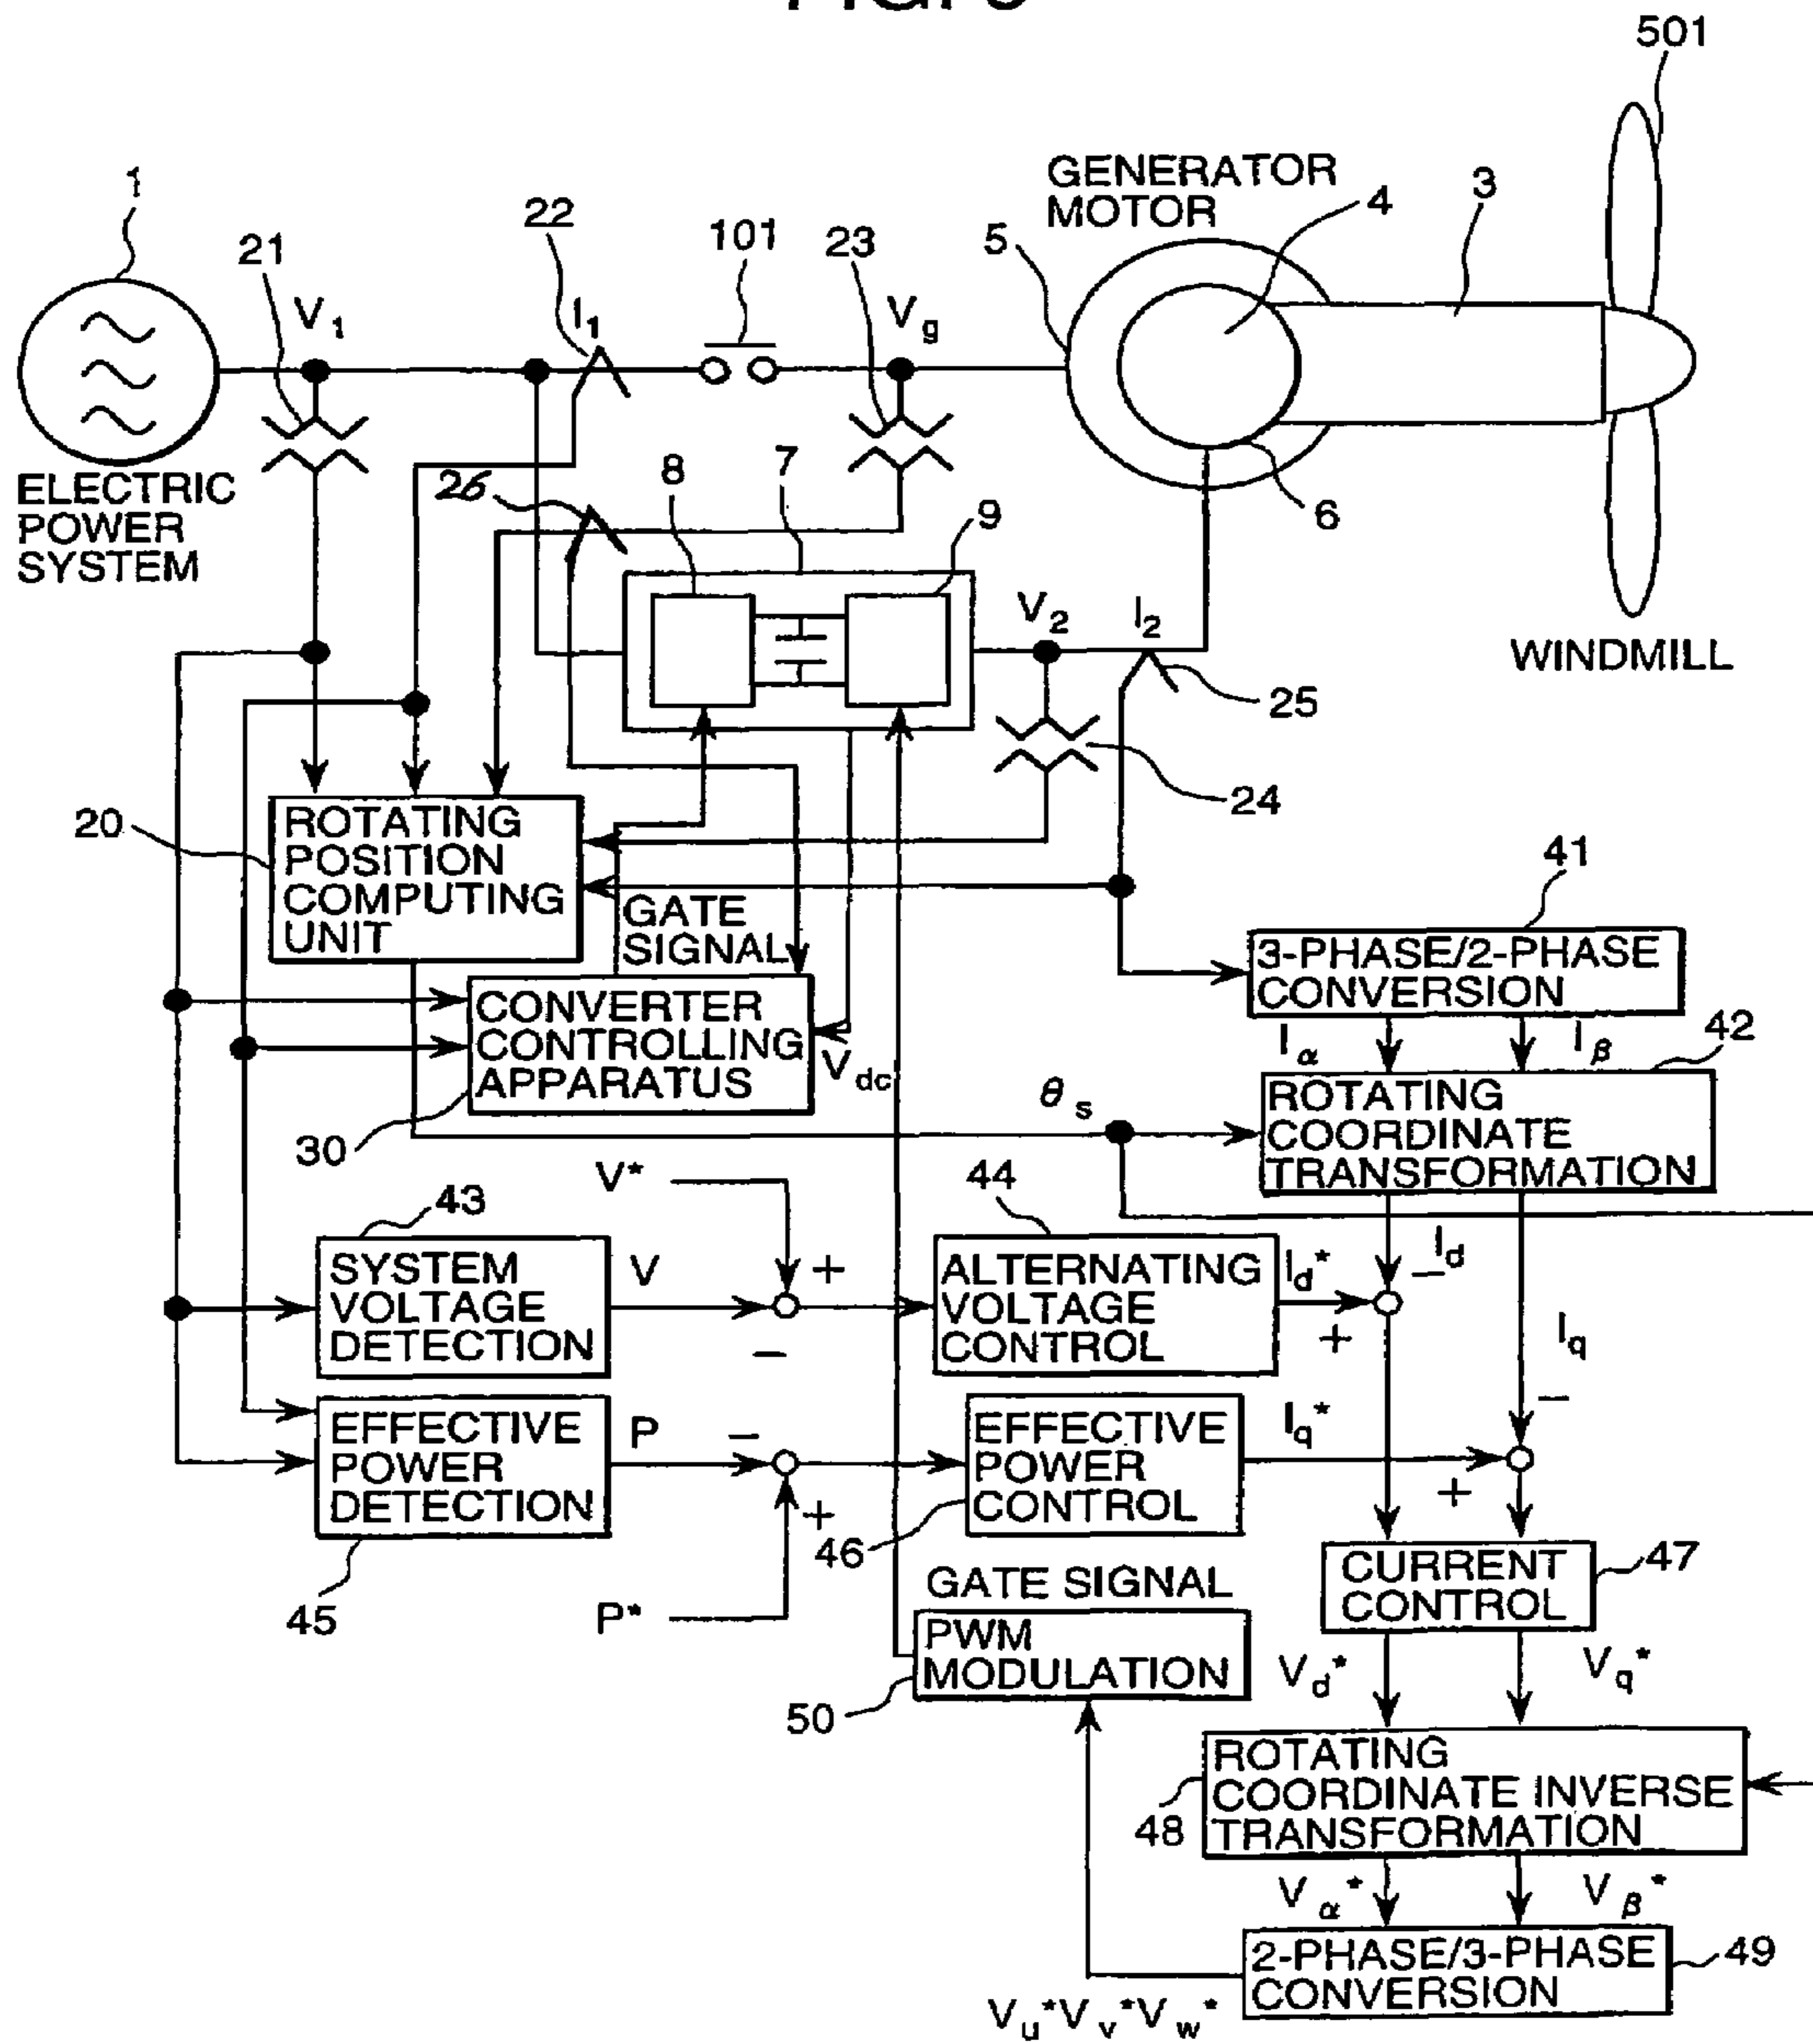 501
GENERATOR
MOTOR
1
22
101
23
4
3
21
5
V1
I1
Vg
ELECTRIC
POWER
SYSTEM
26
8
7
9
6
V2
I2
WINDMILL
25
24
20
ROTATING
POSITION
COMPUTING
UNIT
GATE
SIGNAL
41
3-PHASE/2-PHASE
CONVERSION
CONVERTER
CONTROLLING
APPARATUS
Vdc
Iα
Iβ
42
30
θs
ROTATING
COORDINATE
TRANSFORMATION
V*
43
44
SYSTEM
VOLTAGE
DETECTION
V
+
−
ALTERNATING
VOLTAGE
CONTROL
Id*
+
−
Id
Iq
EFFECTIVE
POWER
DETECTION
P
−
+
EFFECTIVE
POWER
CONTROL
Iq*
−
+
45
46
P*
GATE SIGNAL
CURRENT
CONTROL
47
PWM
MODULATION
50
Vd*
Vq*
ROTATING
COORDINATE INVERSE
TRANSFORMATION
48
Vα*
Vβ*
2-PHASE/3-PHASE
CONVERSION
49
Vu*Vv*Vw*